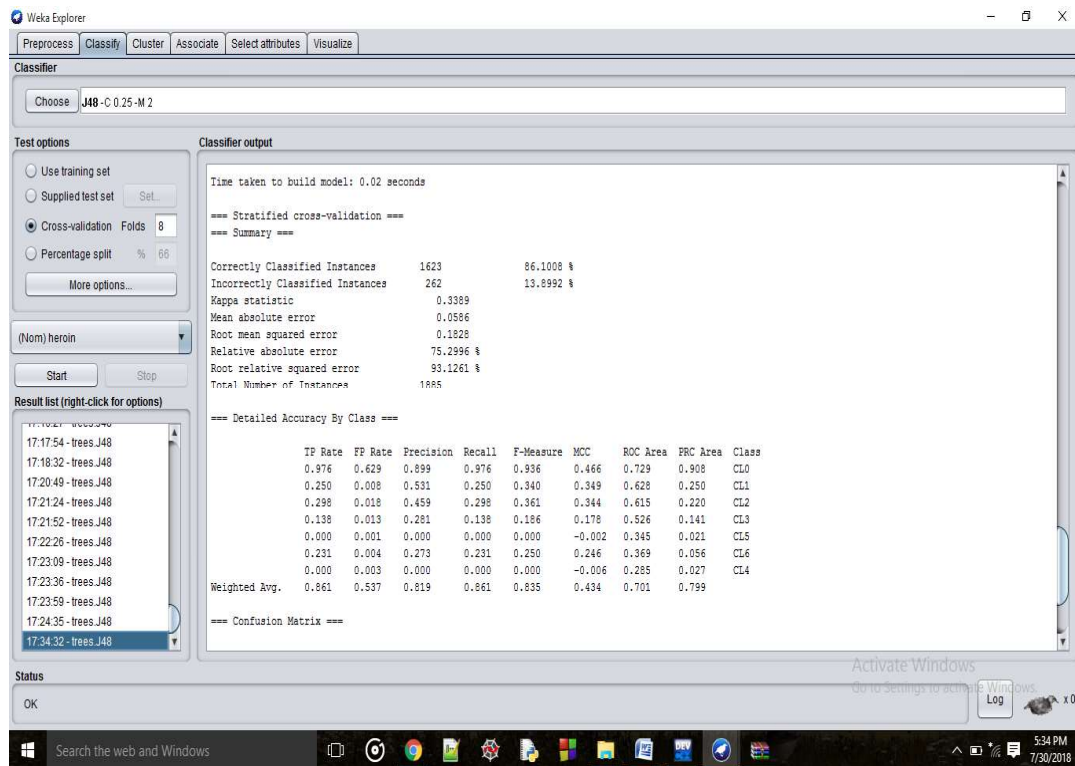 Weka Explorer
Preprocess Classify Cluster Associate Select attributes Visualize
Classifier
Choose J48 -C 0.25 -M 2
Test options
Use training set
Supplied test set Set...
Cross-validation Folds 8
Percentage split % 66
More options...
(Nom) heroin
Start Stop
Result list (right-click for options)
17:17:54 - trees.J48
17:18:32 - trees.J48
17:20:49 - trees.J48
17:21:24 - trees.J48
17:21:52 - trees.J48
17:22:26 - trees.J48
17:23:09 - trees.J48
17:23:36 - trees.J48
17:23:59 - trees.J48
17:24:35 - trees.J48
17:34:32 - trees.J48
Classifier output
Time taken to build model: 0.02 seconds
=== Stratified cross-validation ===
=== Summary ===
Correctly Classified Instances 1623 86.1008 %
Incorrectly Classified Instances 262 13.8992 %
Kappa statistic 0.3389
Mean absolute error 0.0586
Root mean squared error 0.1828
Relative absolute error 75.2996 %
Root relative squared error 93.1261 %
Total Number of Instances 1885
=== Detailed Accuracy By Class ===
TP Rate FP Rate Precision Recall F-Measure MCC ROC Area PRC Area Class
0.976 0.629 0.899 0.976 0.936 0.466 0.729 0.908 CL0
0.250 0.008 0.531 0.250 0.340 0.349 0.628 0.250 CL1
0.298 0.018 0.459 0.298 0.361 0.344 0.615 0.220 CL2
0.138 0.013 0.281 0.138 0.186 0.178 0.526 0.141 CL3
0.000 0.001 0.000 0.000 0.000 -0.002 0.345 0.021 CL5
0.231 0.004 0.273 0.231 0.250 0.246 0.369 0.056 CL6
0.000 0.003 0.000 0.000 0.000 -0.006 0.285 0.027 CL4
Weighted Avg. 0.861 0.537 0.819 0.861 0.835 0.434 0.701 0.799
=== Confusion Matrix ===
Activate Windows
Go to Settings to activate Windows.
Status
OK
Log
x 0
Search the web and Windows
DEV
5:34 PM
7/30/2018